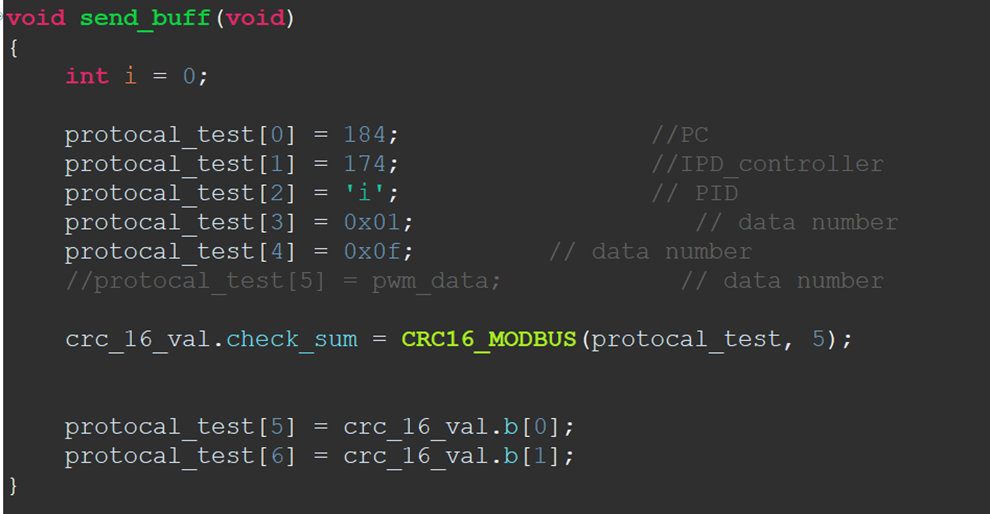 void send_buff(void)
{
    int i = 0;

    protocal_test[0] = 184;                 //PC
    protocal_test[1] = 174;                 //IPD_controller
    protocal_test[2] = 'i';                 // PID
    protocal_test[3] = 0x01;                   // data number
    protocal_test[4] = 0x0f;         // data number
    //protocal_test[5] = pwm_data;            // data number

    crc_16_val.check_sum = CRC16_MODBUS(protocal_test, 5);


    protocal_test[5] = crc_16_val.b[0];
    protocal_test[6] = crc_16_val.b[1];
}